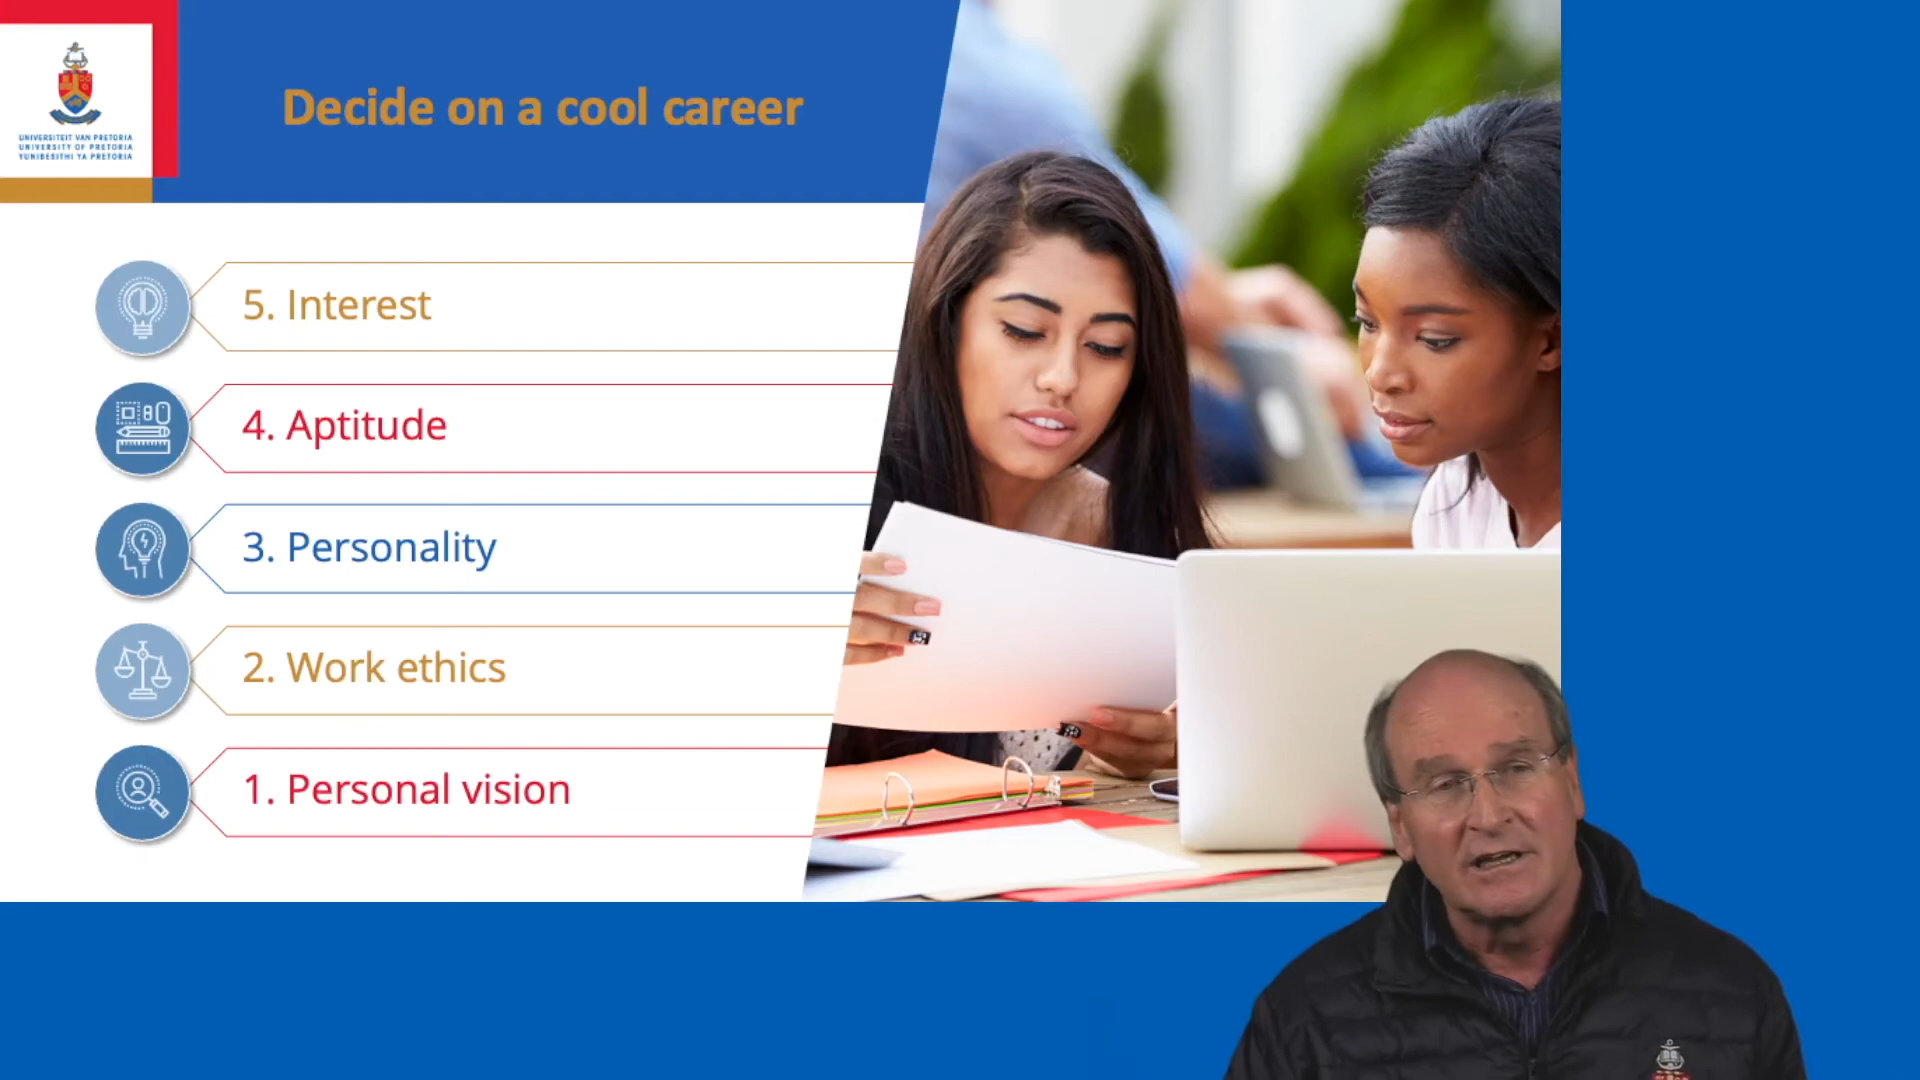 UNIVERSITEIT VAN PRETORIA
UNIVERSITY OF PRETORIA
YUNIBESITHI YA PRETORIA
Decide on a cool career
5. Interest
4. Aptitude
3. Personality
2. Work ethics
1. Personal vision